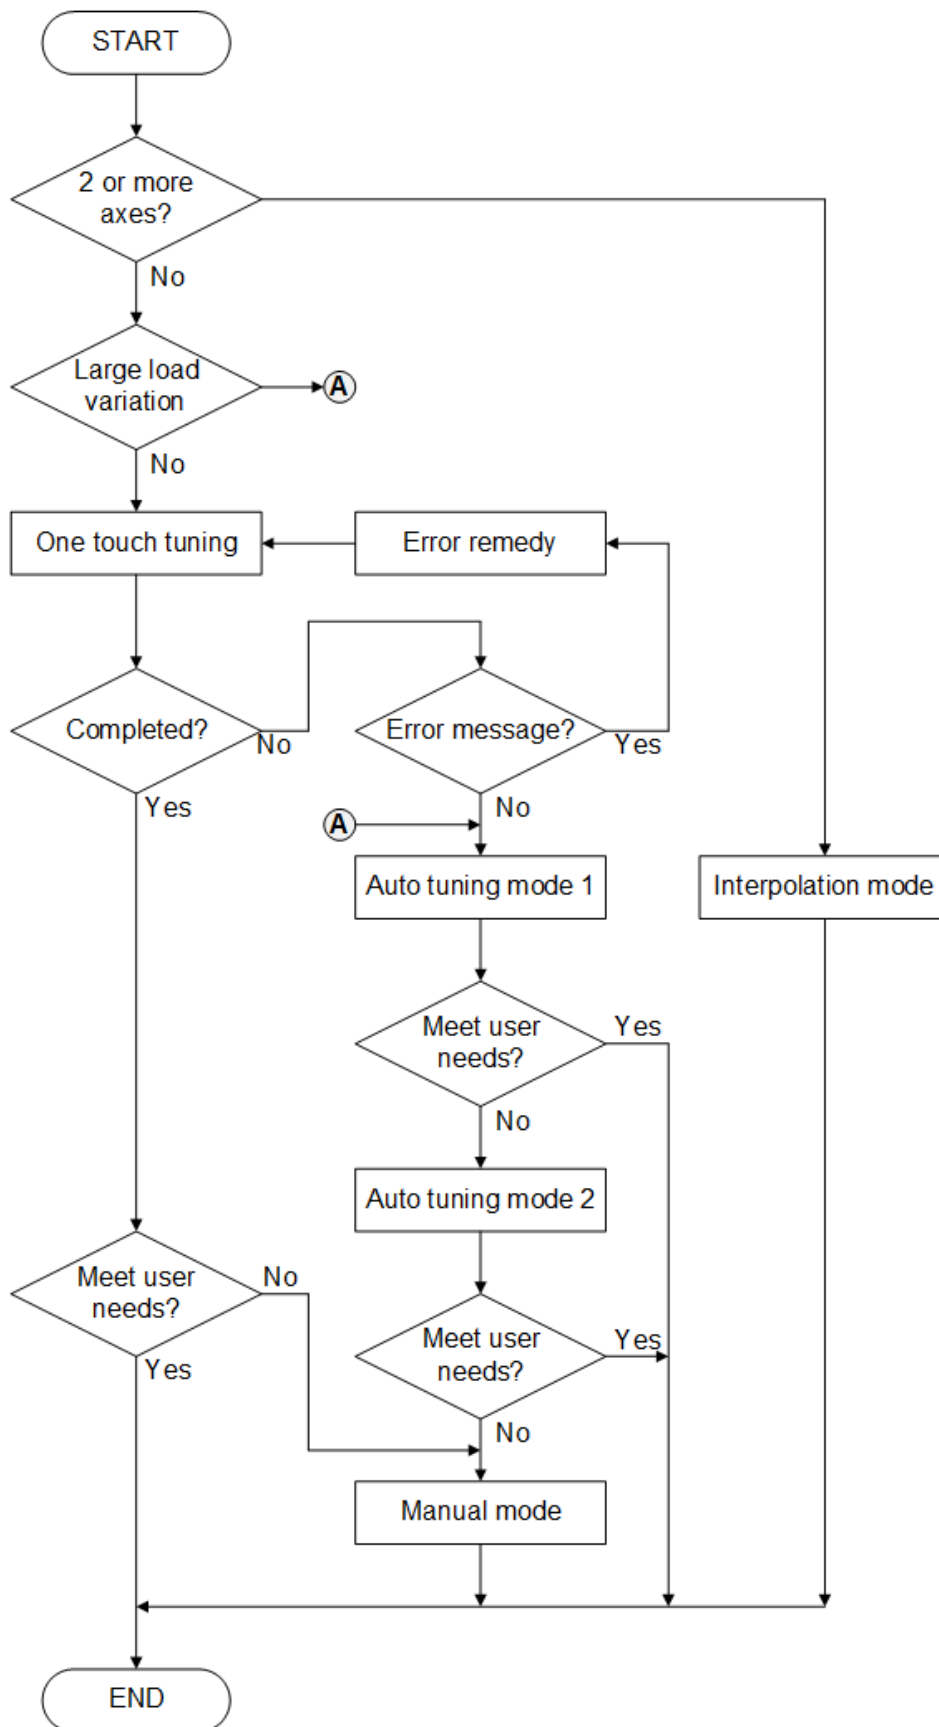 START
2 or more
axes?
No
Large load
variation
A
No
One touch tuning
Error remedy
Completed?
No
Error message?
Yes
Yes
No
A
Auto tuning mode 1
Interpolation mode
Meet user
needs?
Yes
No
Auto tuning mode 2
Meet user
needs?
No
Meet user
needs?
Yes
Yes
No
Manual mode
END